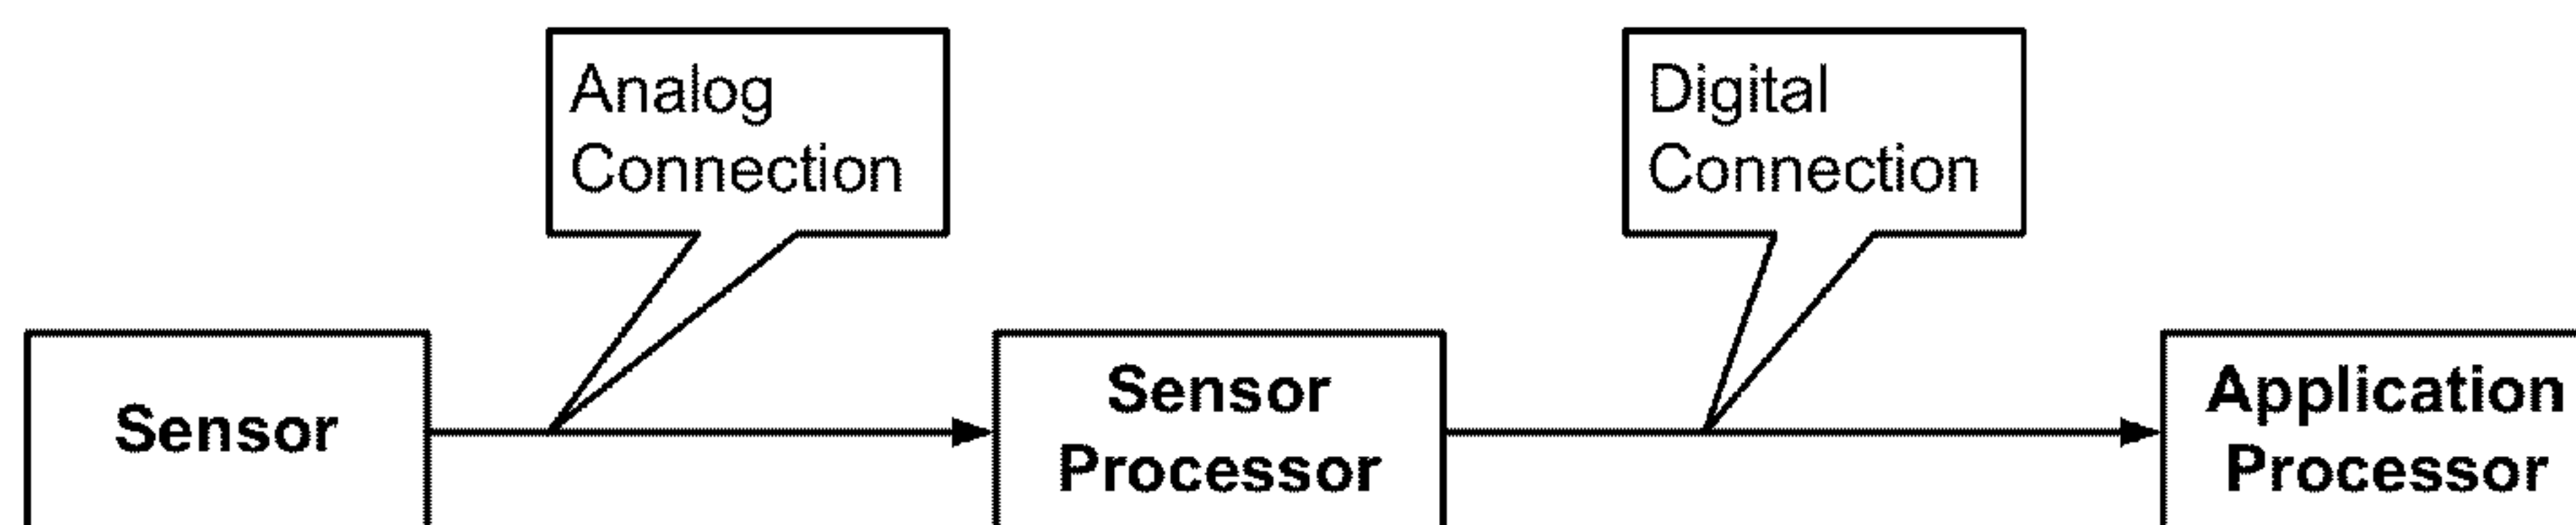 Analog
Connection
Digital
Connection
Sensor
Sensor
Processor
Application
Processor